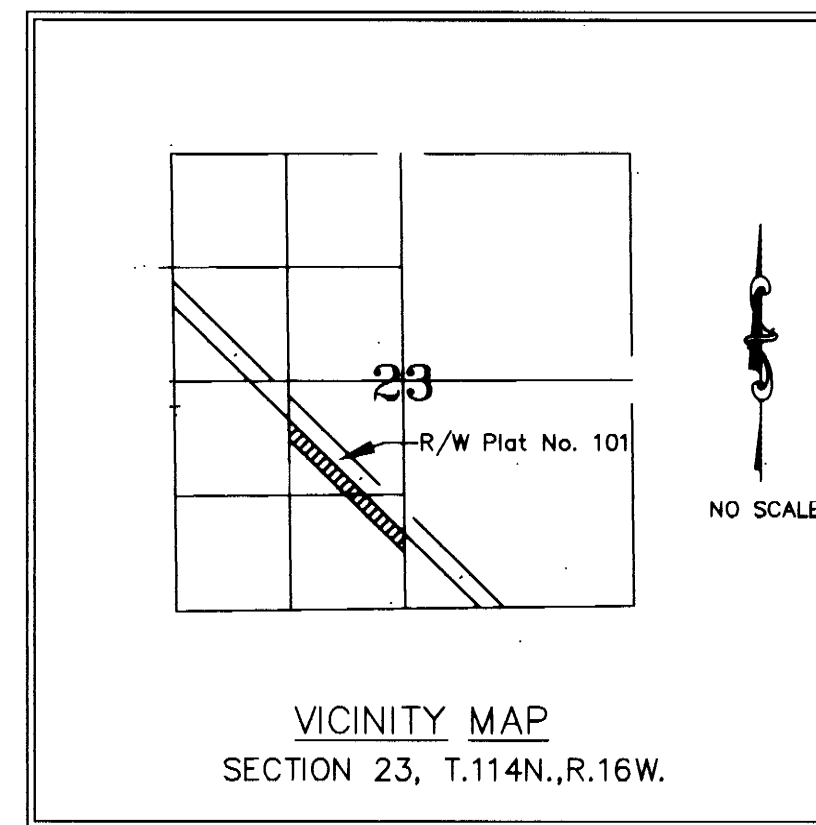 23
R/W Plat No. 101
NO SCALE
VICINITY MAP
SECTION 23, T.114N.,R.16W.